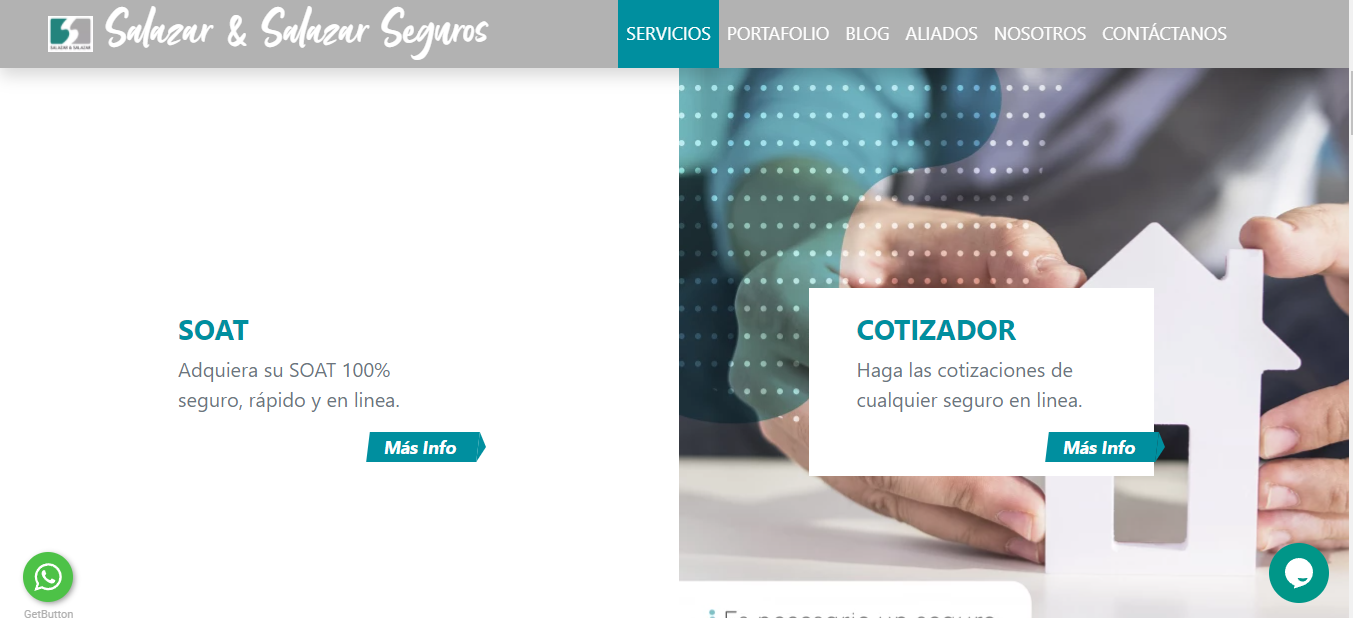 SALAZAR & SALAZAR
Salazar & Salazar Seguros
SERVICIOS PORTAFOLIO BLOG ALIADOS NOSOTROS CONTÁCTANOS
SOAT
Adquiera su SOAT 100%
seguro, rápido y en linea.
Más Info
COTIZADOR
Haga las cotizaciones de
cualquier seguro en linea.
Más Info
GetButton
Es necesario un seguro